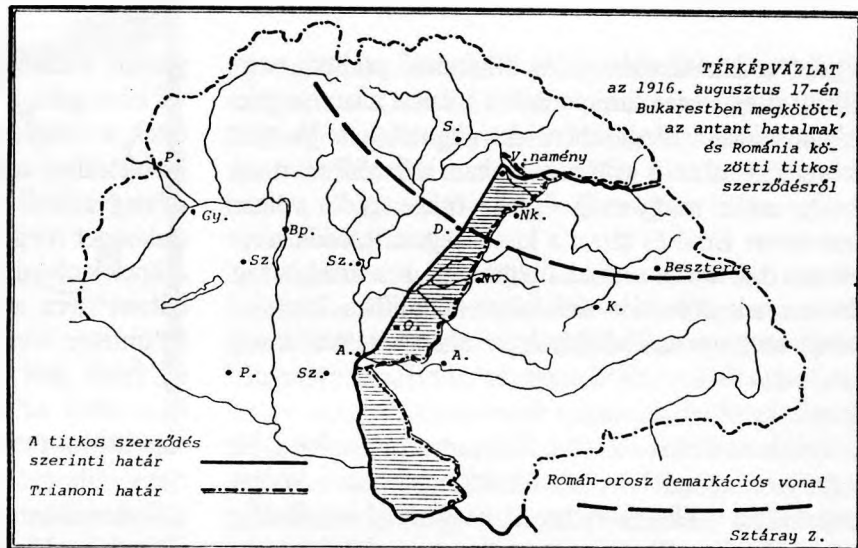 TÉRKÉPVÁZLAT
az 1916. augusztus 17-én
Bukarestben megkötött,
az antant hatalmak
és Románia kö-
zötti titkos
szerződésről
S.
P.
V. namény
Gy.
Bp.
D.
Nk.
Sz.
Sz.
Beszterce
Nv.
K.
O.
A.
A.
P.
Sz.
A titkos szerződés
szerinti határ
Trianoni határ
Román-orosz demarkációs vonal
Sztáray Z.